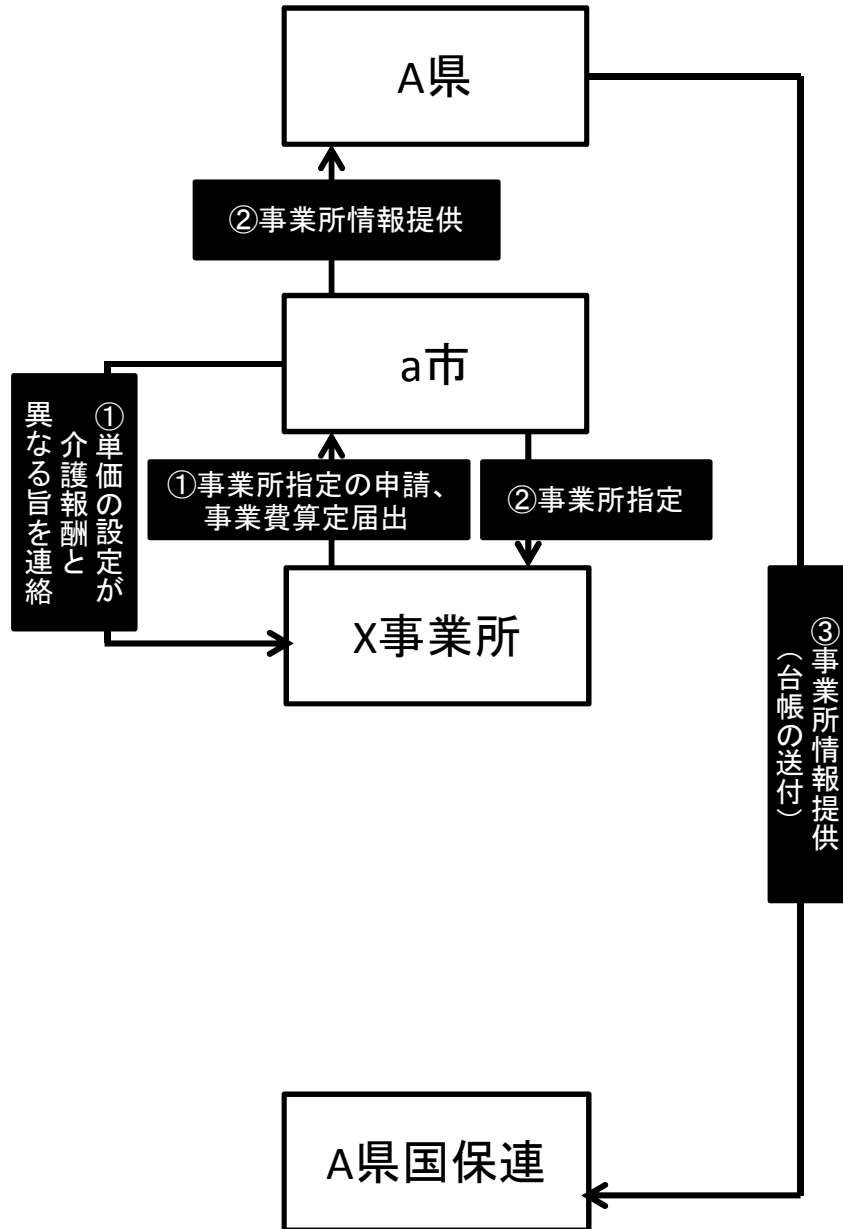 A県
②事業所情報提供
a市
①単価の設定が
介護報酬と
異なる旨を連絡
①事業所指定の申請、
事業費算定届出
②事業所指定
X事業所
③事業所情報提供
（台帳の送付）
A県国保連